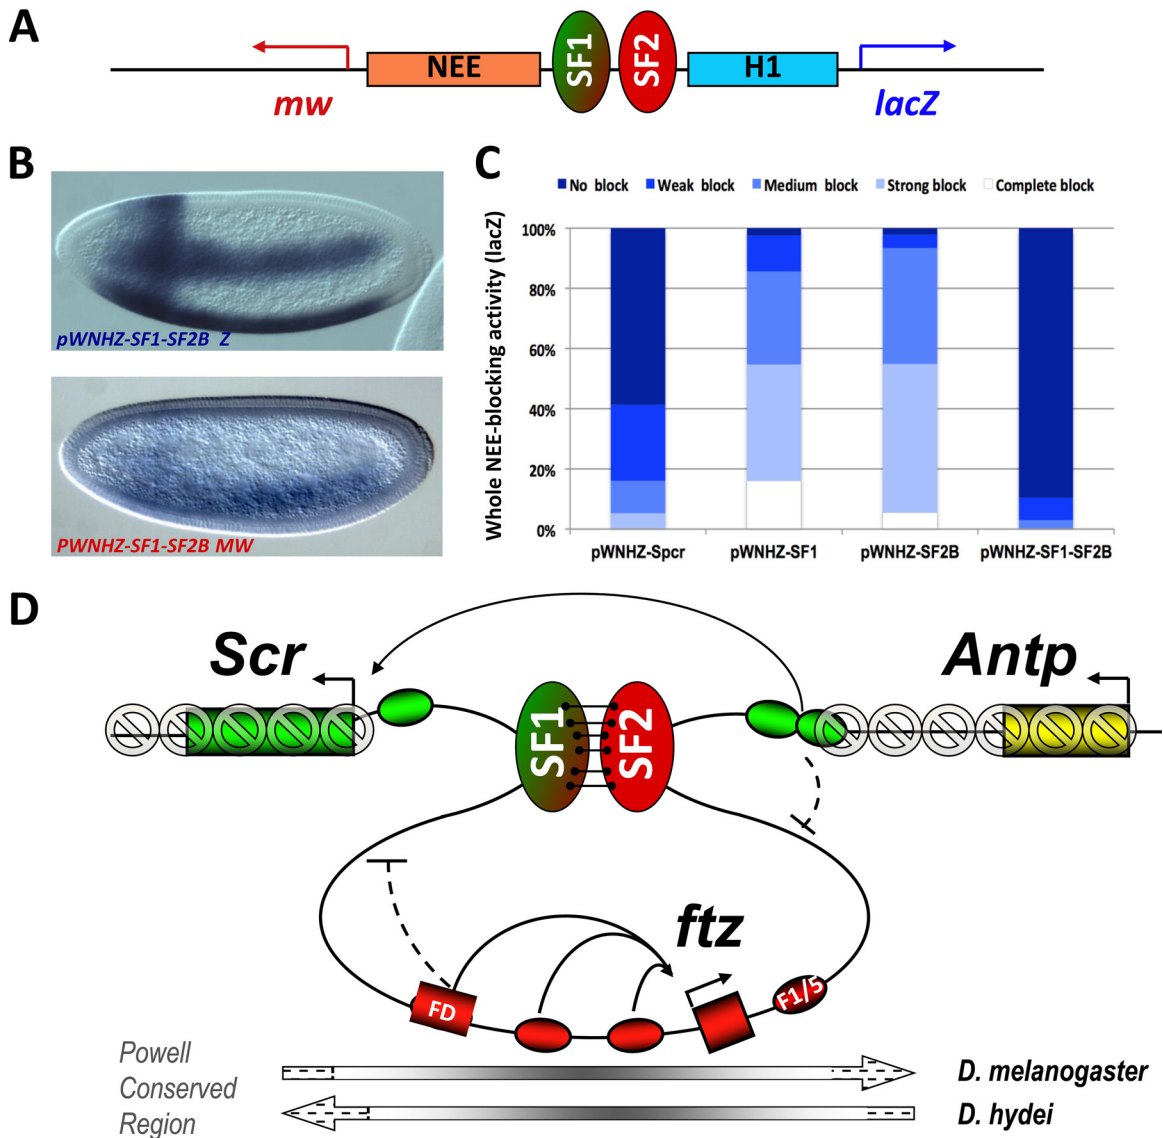 A
mw
NEE
SF1
SF2
H1
lacZ
B
pWNHZ-SF1-SF2B Z
PWNHZ-SF1-SF2B MW
C
No block
Weak block
Medium block
Strong block
Complete block
Whole NEE-blocking activity (lacZ)
100%
80%
60%
40%
20%
0%
pWNHZ-Spcr
pWNHZ-SF1
pWNHZ-SF2B
pWNHZ-SF1-SF2B
D
Scr
Antp
SF1
SF2
ftz
FD
F1/5
Powell
Conserved
Region
D. melanogaster
D. hydei